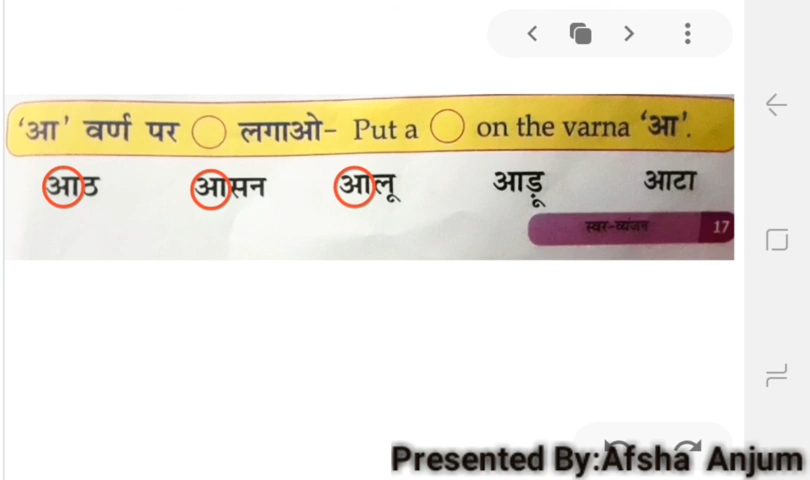 ‘आ’ वर्ण पर ◯ लगाओ– Put a ◯ on the varna ‘आ’.
आठ आसन आलू आड़ू आटा
स्वर-व्यंजन 17
Presented By:Afsha Anjum